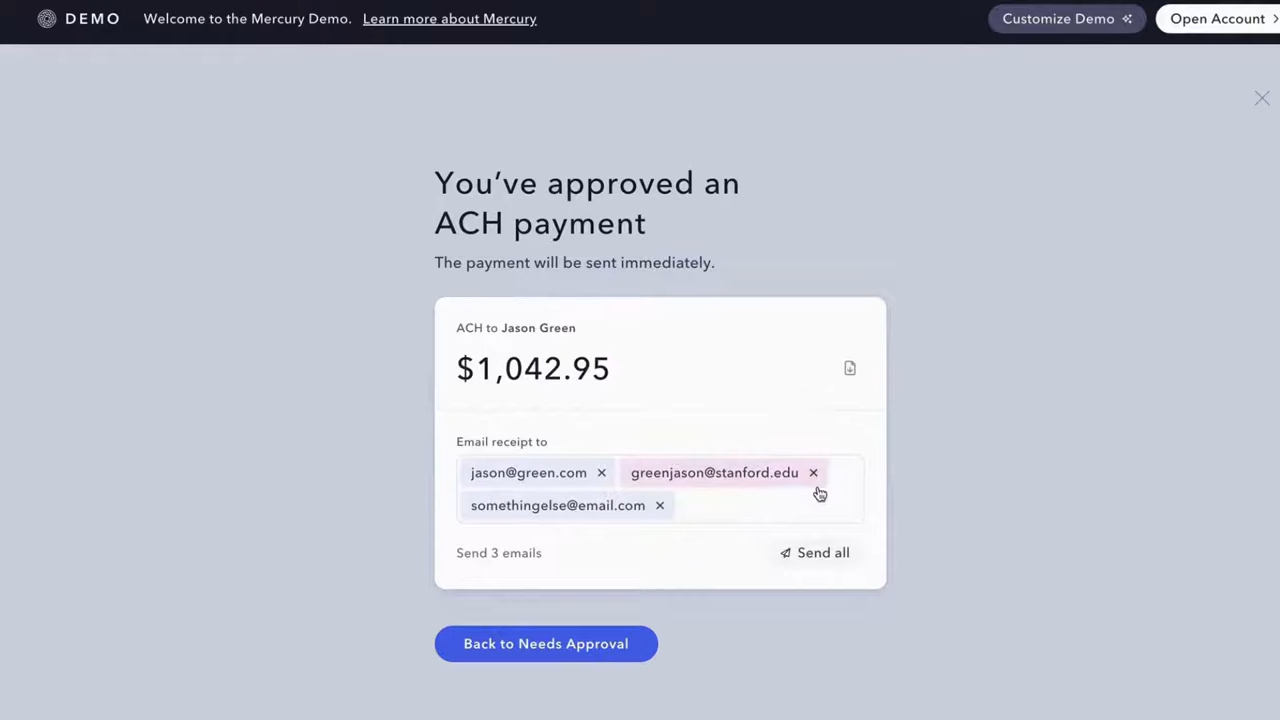 DEMO Welcome to the Mercury Demo. Learn more about Mercury Customize Demo Open Account
You’ve approved an
ACH payment
The payment will be sent immediately.
ACH to Jason Green
$1,042.95
Email receipt to
jason@green.com greenjason@stanford.edu
somethingelse@email.com
Send 3 emails Send all
Back to Needs Approval